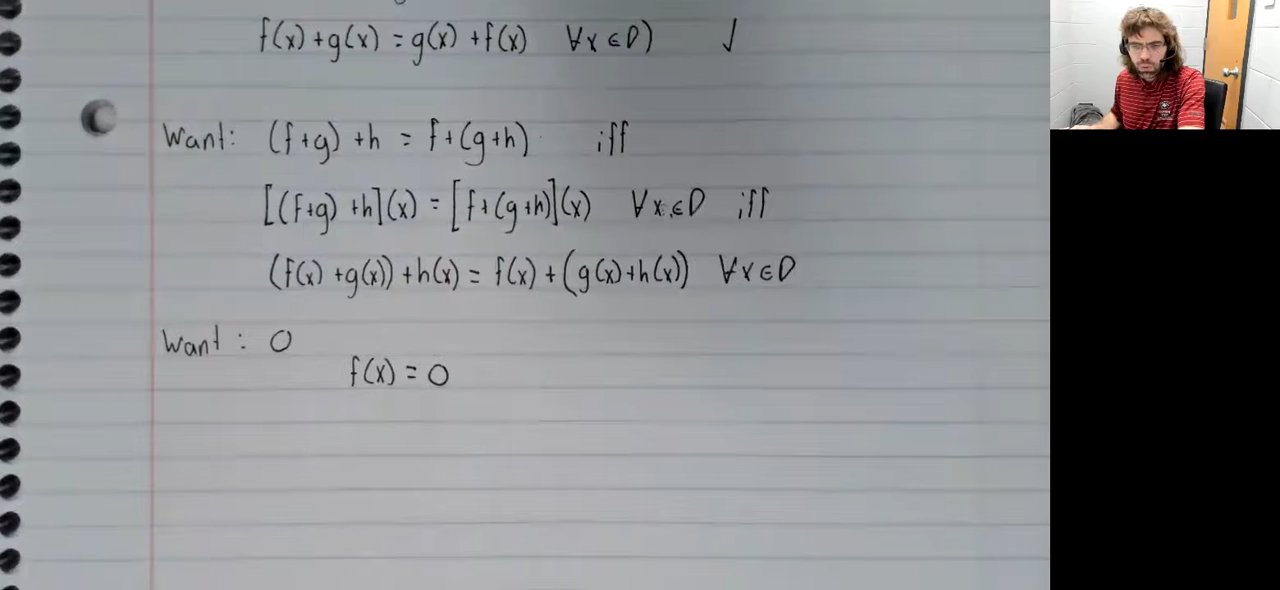 f(x)+g(x) = g(x)+f(x) ∀x∈D) ✓
Want: (f+g)+h = f+(g+h) iff
[(f+g)+h](x) = [f+(g+h)](x) ∀x∈D iff
(f(x)+g(x))+h(x) = f(x)+(g(x)+h(x)) ∀x∈D
Want: 0
f(x) = 0